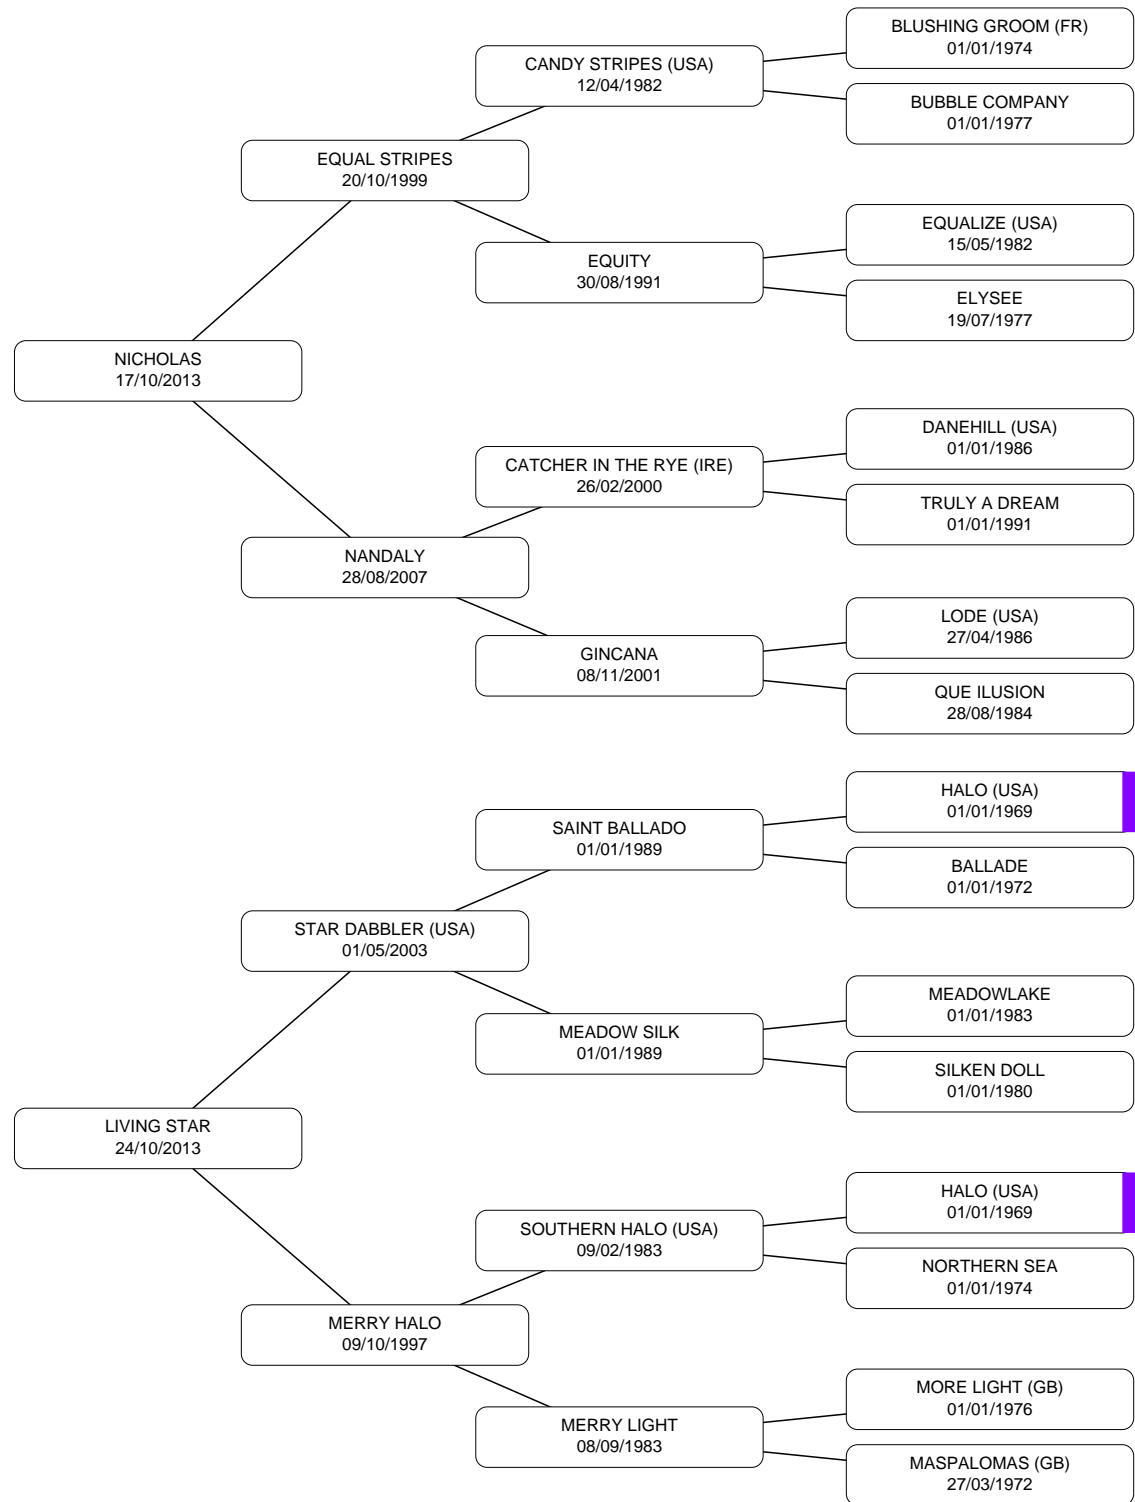 BLUSHING GROOM (FR)
01/01/1974
CANDY STRIPES (USA)
12/04/1982
BUBBLE COMPANY
01/01/1977
EQUAL STRIPES
20/10/1999
EQUALIZE (USA)
15/05/1982
EQUITY
30/08/1991
ELYSEE
19/07/1977
NICHOLAS
17/10/2013
DANEHILL (USA)
01/01/1986
CATCHER IN THE RYE (IRE)
26/02/2000
TRULY A DREAM
01/01/1991
NANDALY
28/08/2007
LODE (USA)
27/04/1986
GINCANA
08/11/2001
QUE ILUSION
28/08/1984
HALO (USA)
01/01/1969
SAINT BALLADO
01/01/1989
BALLADE
01/01/1972
STAR DABBLER (USA)
01/05/2003
MEADOWLAKE
01/01/1983
MEADOW SILK
01/01/1989
SILKEN DOLL
01/01/1980
LIVING STAR
24/10/2013
HALO (USA)
01/01/1969
SOUTHERN HALO (USA)
09/02/1983
NORTHERN SEA
01/01/1974
MERRY HALO
09/10/1997
MORE LIGHT (GB)
01/01/1976
MERRY LIGHT
08/09/1983
MASPALOMAS (GB)
27/03/1972